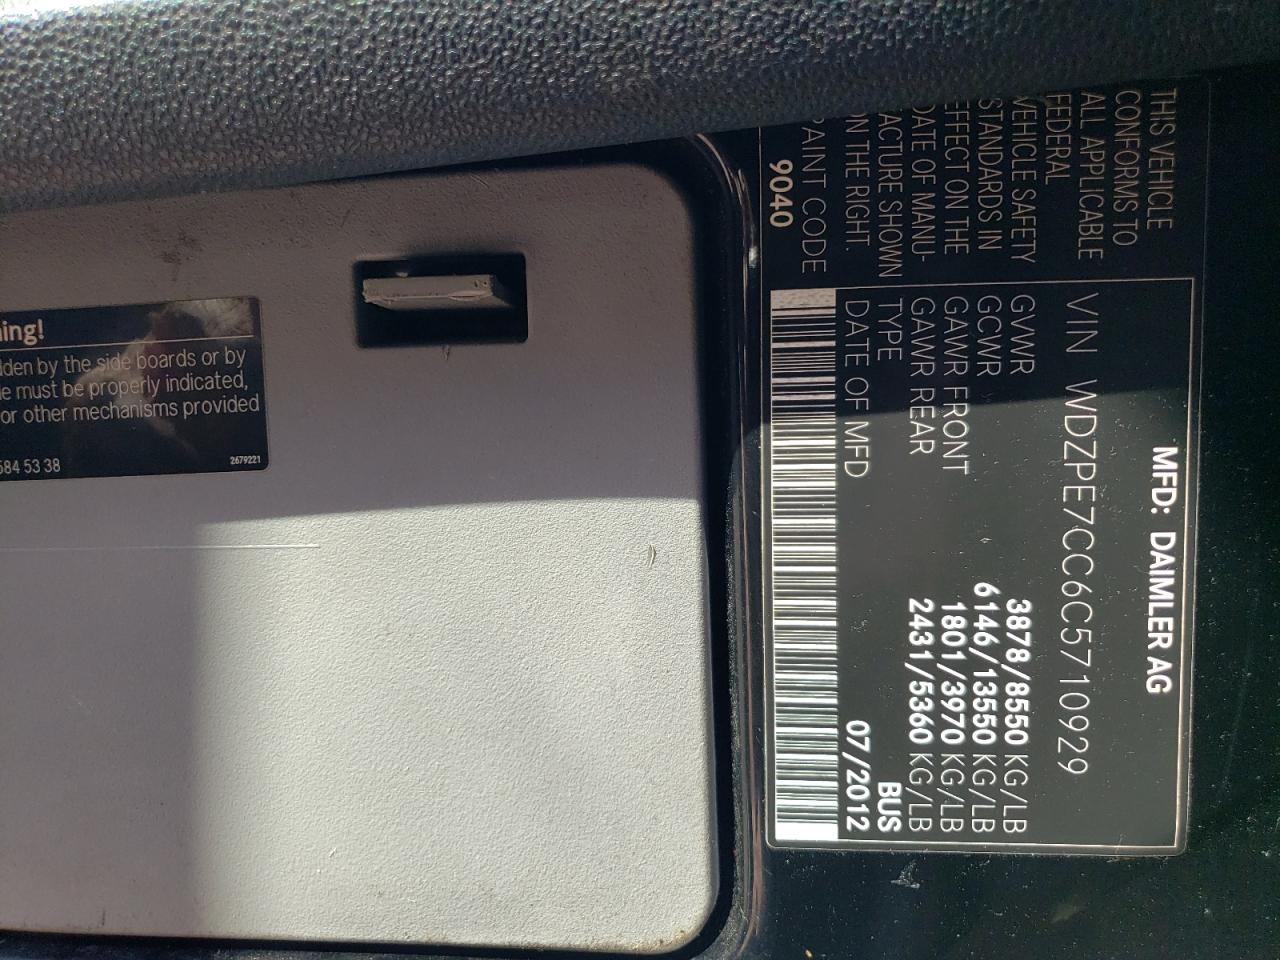 THIS VEHICLE
CONFORMS TO
ALL APPLICABLE
FEDERAL
VEHICLE SAFETY
STANDARDS IN
EFFECT ON THE
DATE OF MANU-
ACTURE SHOWN
ON THE RIGHT.
PAINT CODE
9040
MFD: DAIMLER AG
VIN WDZPE7CC6C5710929
GVWR 3878/8550 KG/LB
GCWR 6146/13550 KG/LB
GAWR FRONT 1801/3970 KG/LB
GAWR REAR 2431/5360 KG/LB
TYPE BUS
DATE OF MFD 07/2012
ing!
dden by the side boards or by
e must be properly indicated,
or other mechanisms provided
584 53 38 2679221